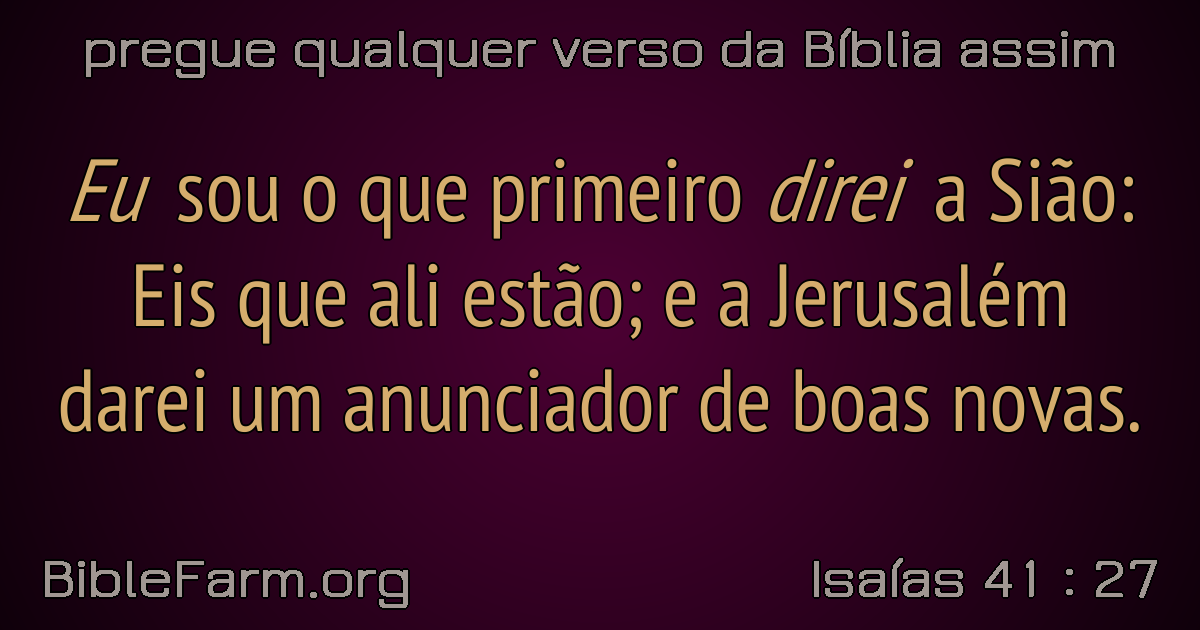 pregue qualquer verso da Bíblia assim
Eu sou o que primeiro direi a Sião:
Eis que ali estão; e a Jerusalém
darei um anunciador de boas novas.
BibleFarm.org
Isaías 41 : 27